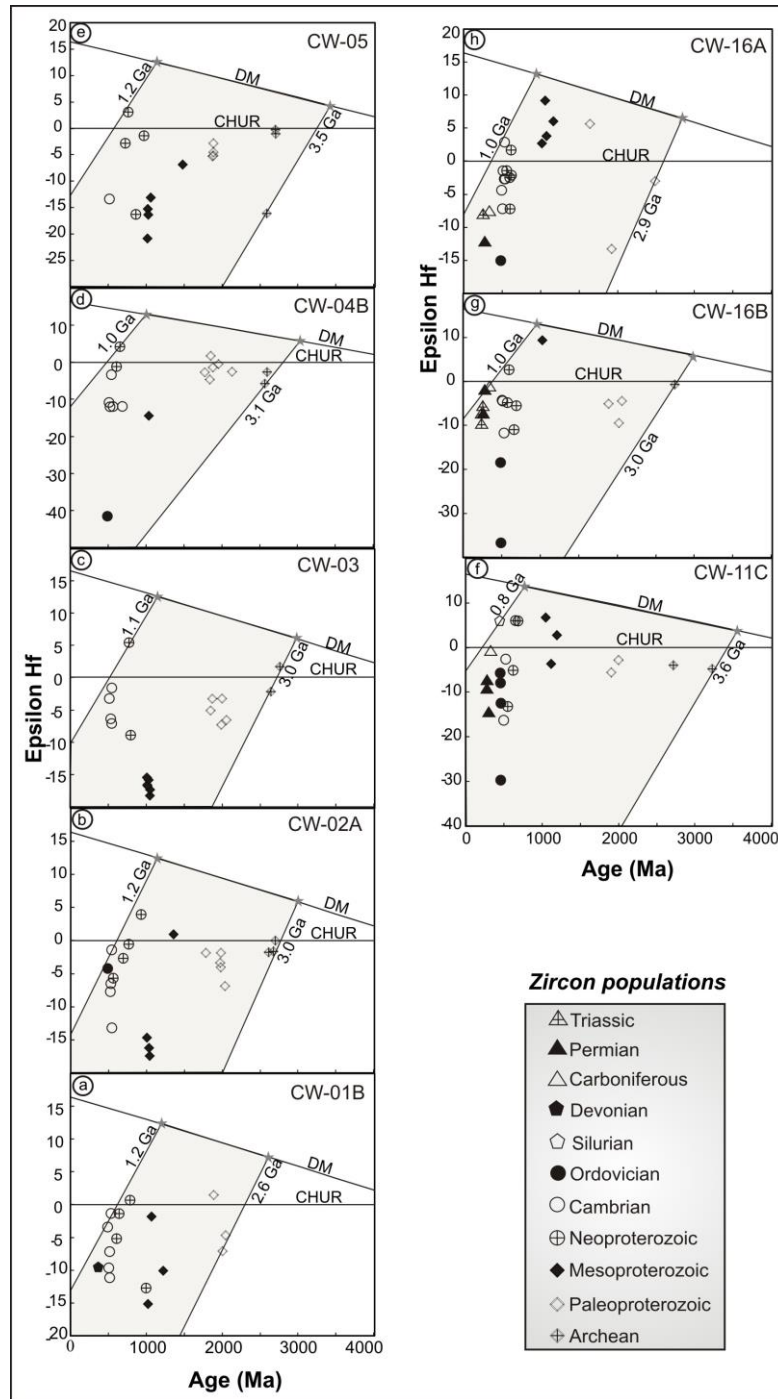 e
CW-05
20
15
10
5
0
-5
-10
-15
-20
-25
1.2 Ga
DM
CHUR
3.5 Ga
d
CW-04B
10
0
-10
-20
-30
-40
1.0 Ga
DM
CHUR
3.1 Ga
c
CW-03
15
10
5
0
-5
-10
-15
1.1 Ga
DM
CHUR
3.0 Ga
Epsilon Hf
b
CW-02A
15
10
5
0
-5
-10
-15
1.2 Ga
DM
CHUR
3.0 Ga
a
CW-01B
15
10
5
0
-5
-10
-15
20
1.2 Ga
DM
CHUR
2.6 Ga
0 1000 2000 3000 4000
Age (Ma)
h
CW-16A
15
10
5
0
-5
-10
-15
1.0 Ga
DM
CHUR
2.9 Ga
Epsilon Hf
g
CW-16B
10
0
-10
-20
-30
1.0 Ga
DM
CHUR
3.0 Ga
f
CW-11C
10
0
-10
-20
-30
-40
0.8 Ga
DM
CHUR
3.6 Ga
0 1000 2000 3000 4000
Age (Ma)
Zircon populations
Triassic
Permian
Carboniferous
Devonian
Silurian
Ordovician
Cambrian
Neoproterozoic
Mesoproterozoic
Paleoproterozoic
Archean